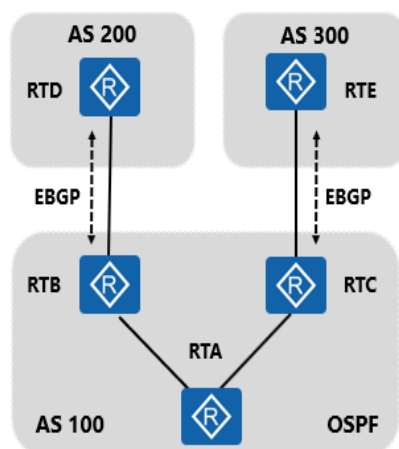 AS 200
AS 300
RTD
R
R
RTE
EBGP
EBGP
RTB
R
R
RTC
RTA
AS 100
R
OSPF